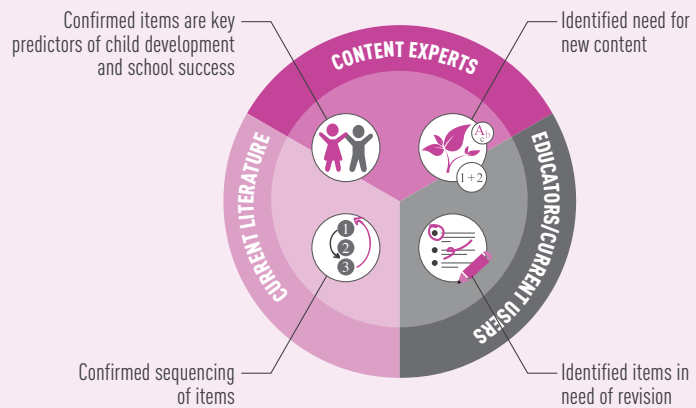 Confirmed items are key
predictors of child development
and school success
Identified need for
new content
CONTENT EXPERTS
CURRENT LITERATURE
EDUCATORS/CURRENT USERS
A b
c
1+2
1
2
3
Confirmed sequencing
of items
Identified items in
need of revision